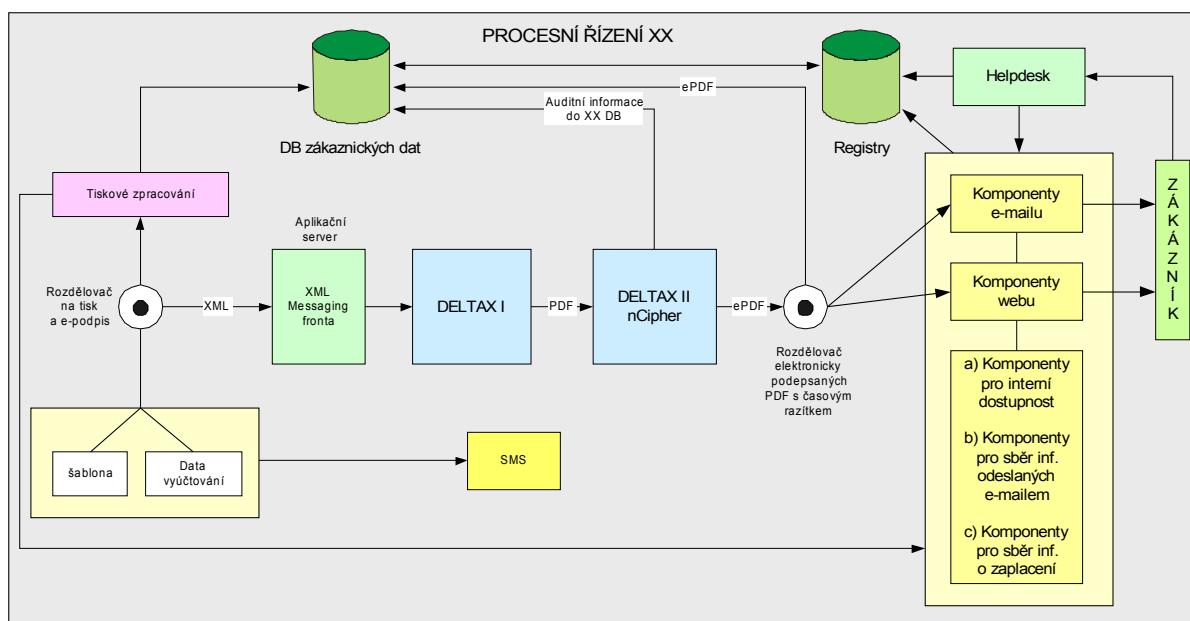 PROCESNÍ ŘÍZENÍ XX
ePDF
Helpdesk
Auditní informace
do XX DB
DB zákaznických dat
Registry
Tiskové zpracování
Komponenty
e-mailu
Z
Á
K
Á
Z
N
Í
K
Aplikační
server
Rozdělovač
na tisk
a e-podpis
XML
XML
Messaging
fronta
DELTAX I
PDF
DELTAX II
nCipher
ePDF
Komponenty
webu
Rozdělovač
elektronicky
podepsaných
PDF s časovým
razítkem
a) Komponenty
pro interní
dostupnost
b) Komponenty
pro sběr inf.
odeslaných
e-mailem
c) Komponenty
pro sběr inf.
o zaplacení
šablona
Data
vyúčtování
SMS